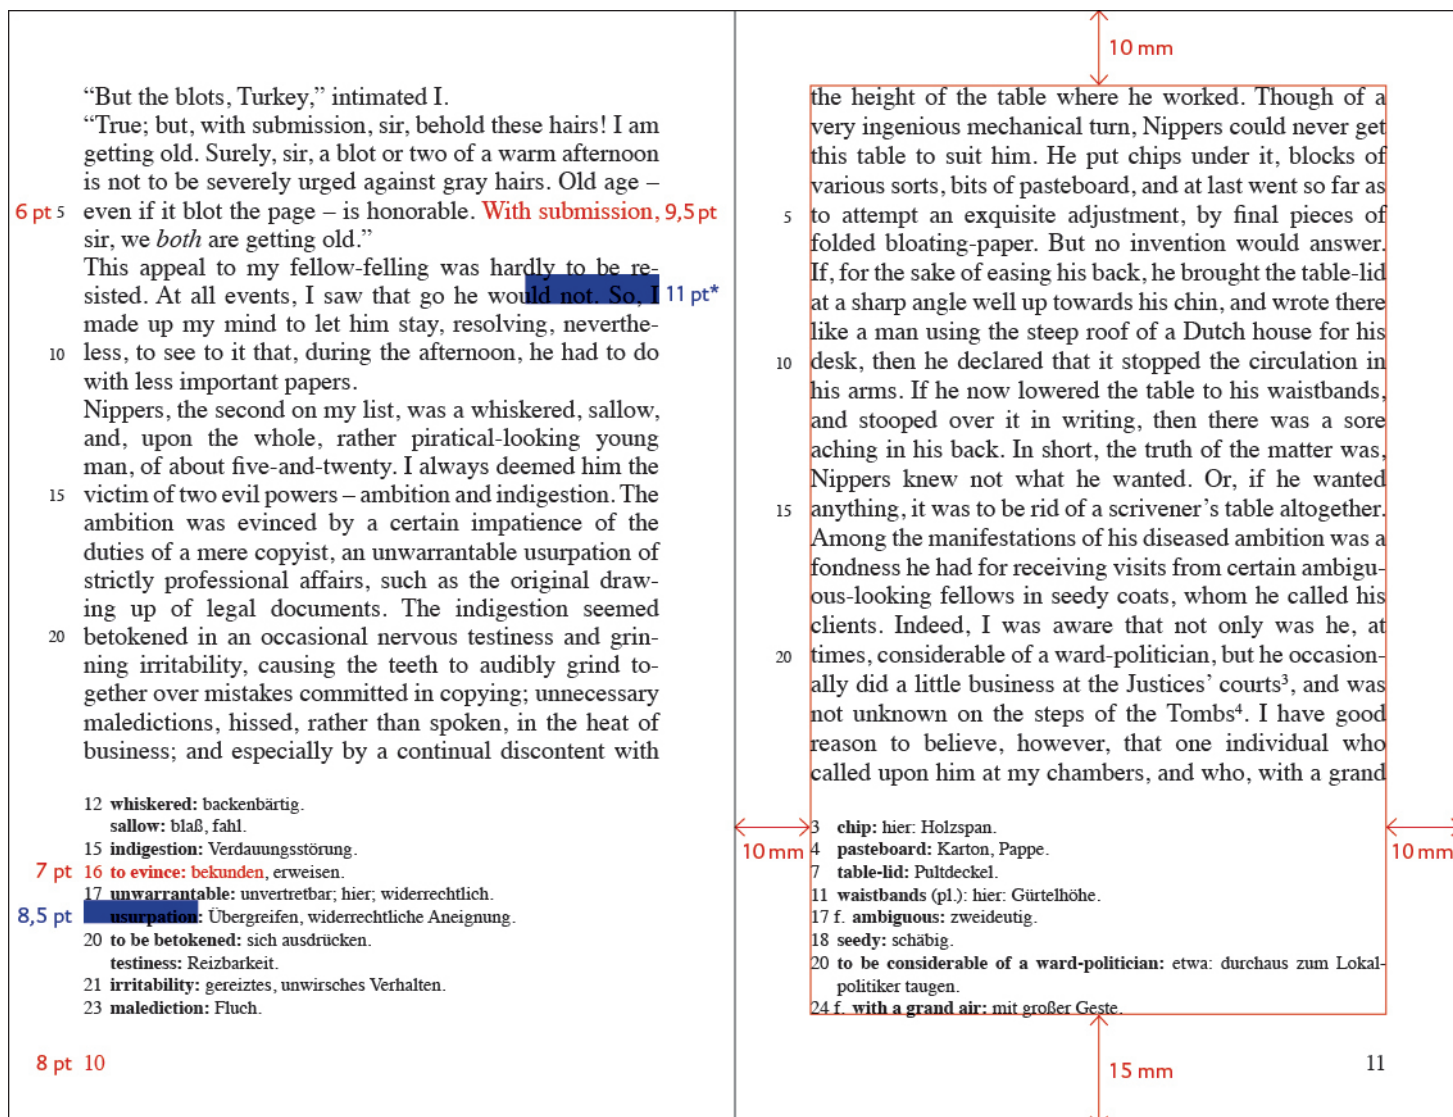 “But the blots, Turkey,” intimated I.
“True; but, with submission, sir, behold these hairs! I am
getting old. Surely, sir, a blot or two of a warm afternoon
is not to be severely urged against gray hairs. Old age –
6 pt 5 even if it blot the page – is honorable. With submission, 9,5 pt
sir, we both are getting old.”
This appeal to my fellow-felling was hardly to be re-
sisted. At all events, I saw that go he would not. So, I 11 pt*
made up my mind to let him stay, resolving, neverthe-
10 less, to see to it that, during the afternoon, he had to do
with less important papers.
Nippers, the second on my list, was a whiskered, sallow,
and, upon the whole, rather piratical-looking young
man, of about five-and-twenty. I always deemed him the
15 victim of two evil powers – ambition and indigestion. The
ambition was evinced by a certain impatience of the
duties of a mere copyist, an unwarrantable usurpation of
strictly professional affairs, such as the original draw-
ing up of legal documents. The indigestion seemed
20 betokened in an occasional nervous testiness and grin-
ning irritability, causing the teeth to audibly grind to-
gether over mistakes committed in copying; unnecessary
maledictions, hissed, rather than spoken, in the heat of
business; and especially by a continual discontent with
12 whiskered: backenbärtig.
sallow: blaß, fahl.
15 indigestion: Verdauungsstörung.
7 pt 16 to evince: bekunden, erweisen.
17 unwarrantable: unvertretbar; hier; widerrechtlich.
8,5 pt usurpation: Übergreifen, widerrechtliche Aneignung.
20 to be betokened: sich ausdrücken.
testiness: Reizbarkeit.
21 irritability: gereiztes, unwirsches Verhalten.
23 malediction: Fluch.
8 pt 10
10 mm
the height of the table where he worked. Though of a
very ingenious mechanical turn, Nippers could never get
this table to suit him. He put chips under it, blocks of
various sorts, bits of pasteboard, and at last went so far as
5 to attempt an exquisite adjustment, by final pieces of
folded bloating-paper. But no invention would answer.
If, for the sake of easing his back, he brought the table-lid
at a sharp angle well up towards his chin, and wrote there
like a man using the steep roof of a Dutch house for his
10 desk, then he declared that it stopped the circulation in
his arms. If he now lowered the table to his waistbands,
and stooped over it in writing, then there was a sore
aching in his back. In short, the truth of the matter was,
Nippers knew not what he wanted. Or, if he wanted
15 anything, it was to be rid of a scrivener’s table altogether.
Among the manifestations of his diseased ambition was a
fondness he had for receiving visits from certain ambigu-
ous-looking fellows in seedy coats, whom he called his
clients. Indeed, I was aware that not only was he, at
20 times, considerable of a ward-politician, but he occasion-
ally did a little business at the Justices’ courts³, and was
not unknown on the steps of the Tombs⁴. I have good
reason to believe, however, that one individual who
called upon him at my chambers, and who, with a grand
3 chip: hier: Holzspan.
10 mm 4 pasteboard: Karton, Pappe. 10 mm
7 table-lid: Pultdeckel.
11 waistbands (pl.): hier: Gürtelhöhe.
17 f. ambiguous: zweideutig.
18 seedy: schäbig.
20 to be considerable of a ward-politician: etwa: durchaus zum Lokal-
politiker taugen.
24 f. with a grand air: mit großer Geste.
15 mm
11